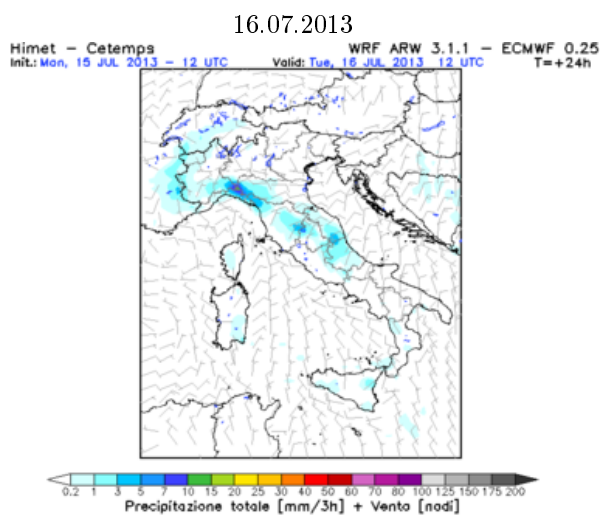 16.07.2013
Himet – Cetemps WRF ARW 3.1.1 – ECMWF 0.25
Init.: Mon, 15 JUL 2013 – 12 UTC Valid: Tue, 16 JUL 2013 12 UTC T=+24h
0.2 1 3 5 7 10 15 20 25 30 40 50 60 70 80 100 125 150 175 200
Precipitazione totale [mm/3h] + Vento [nodi]